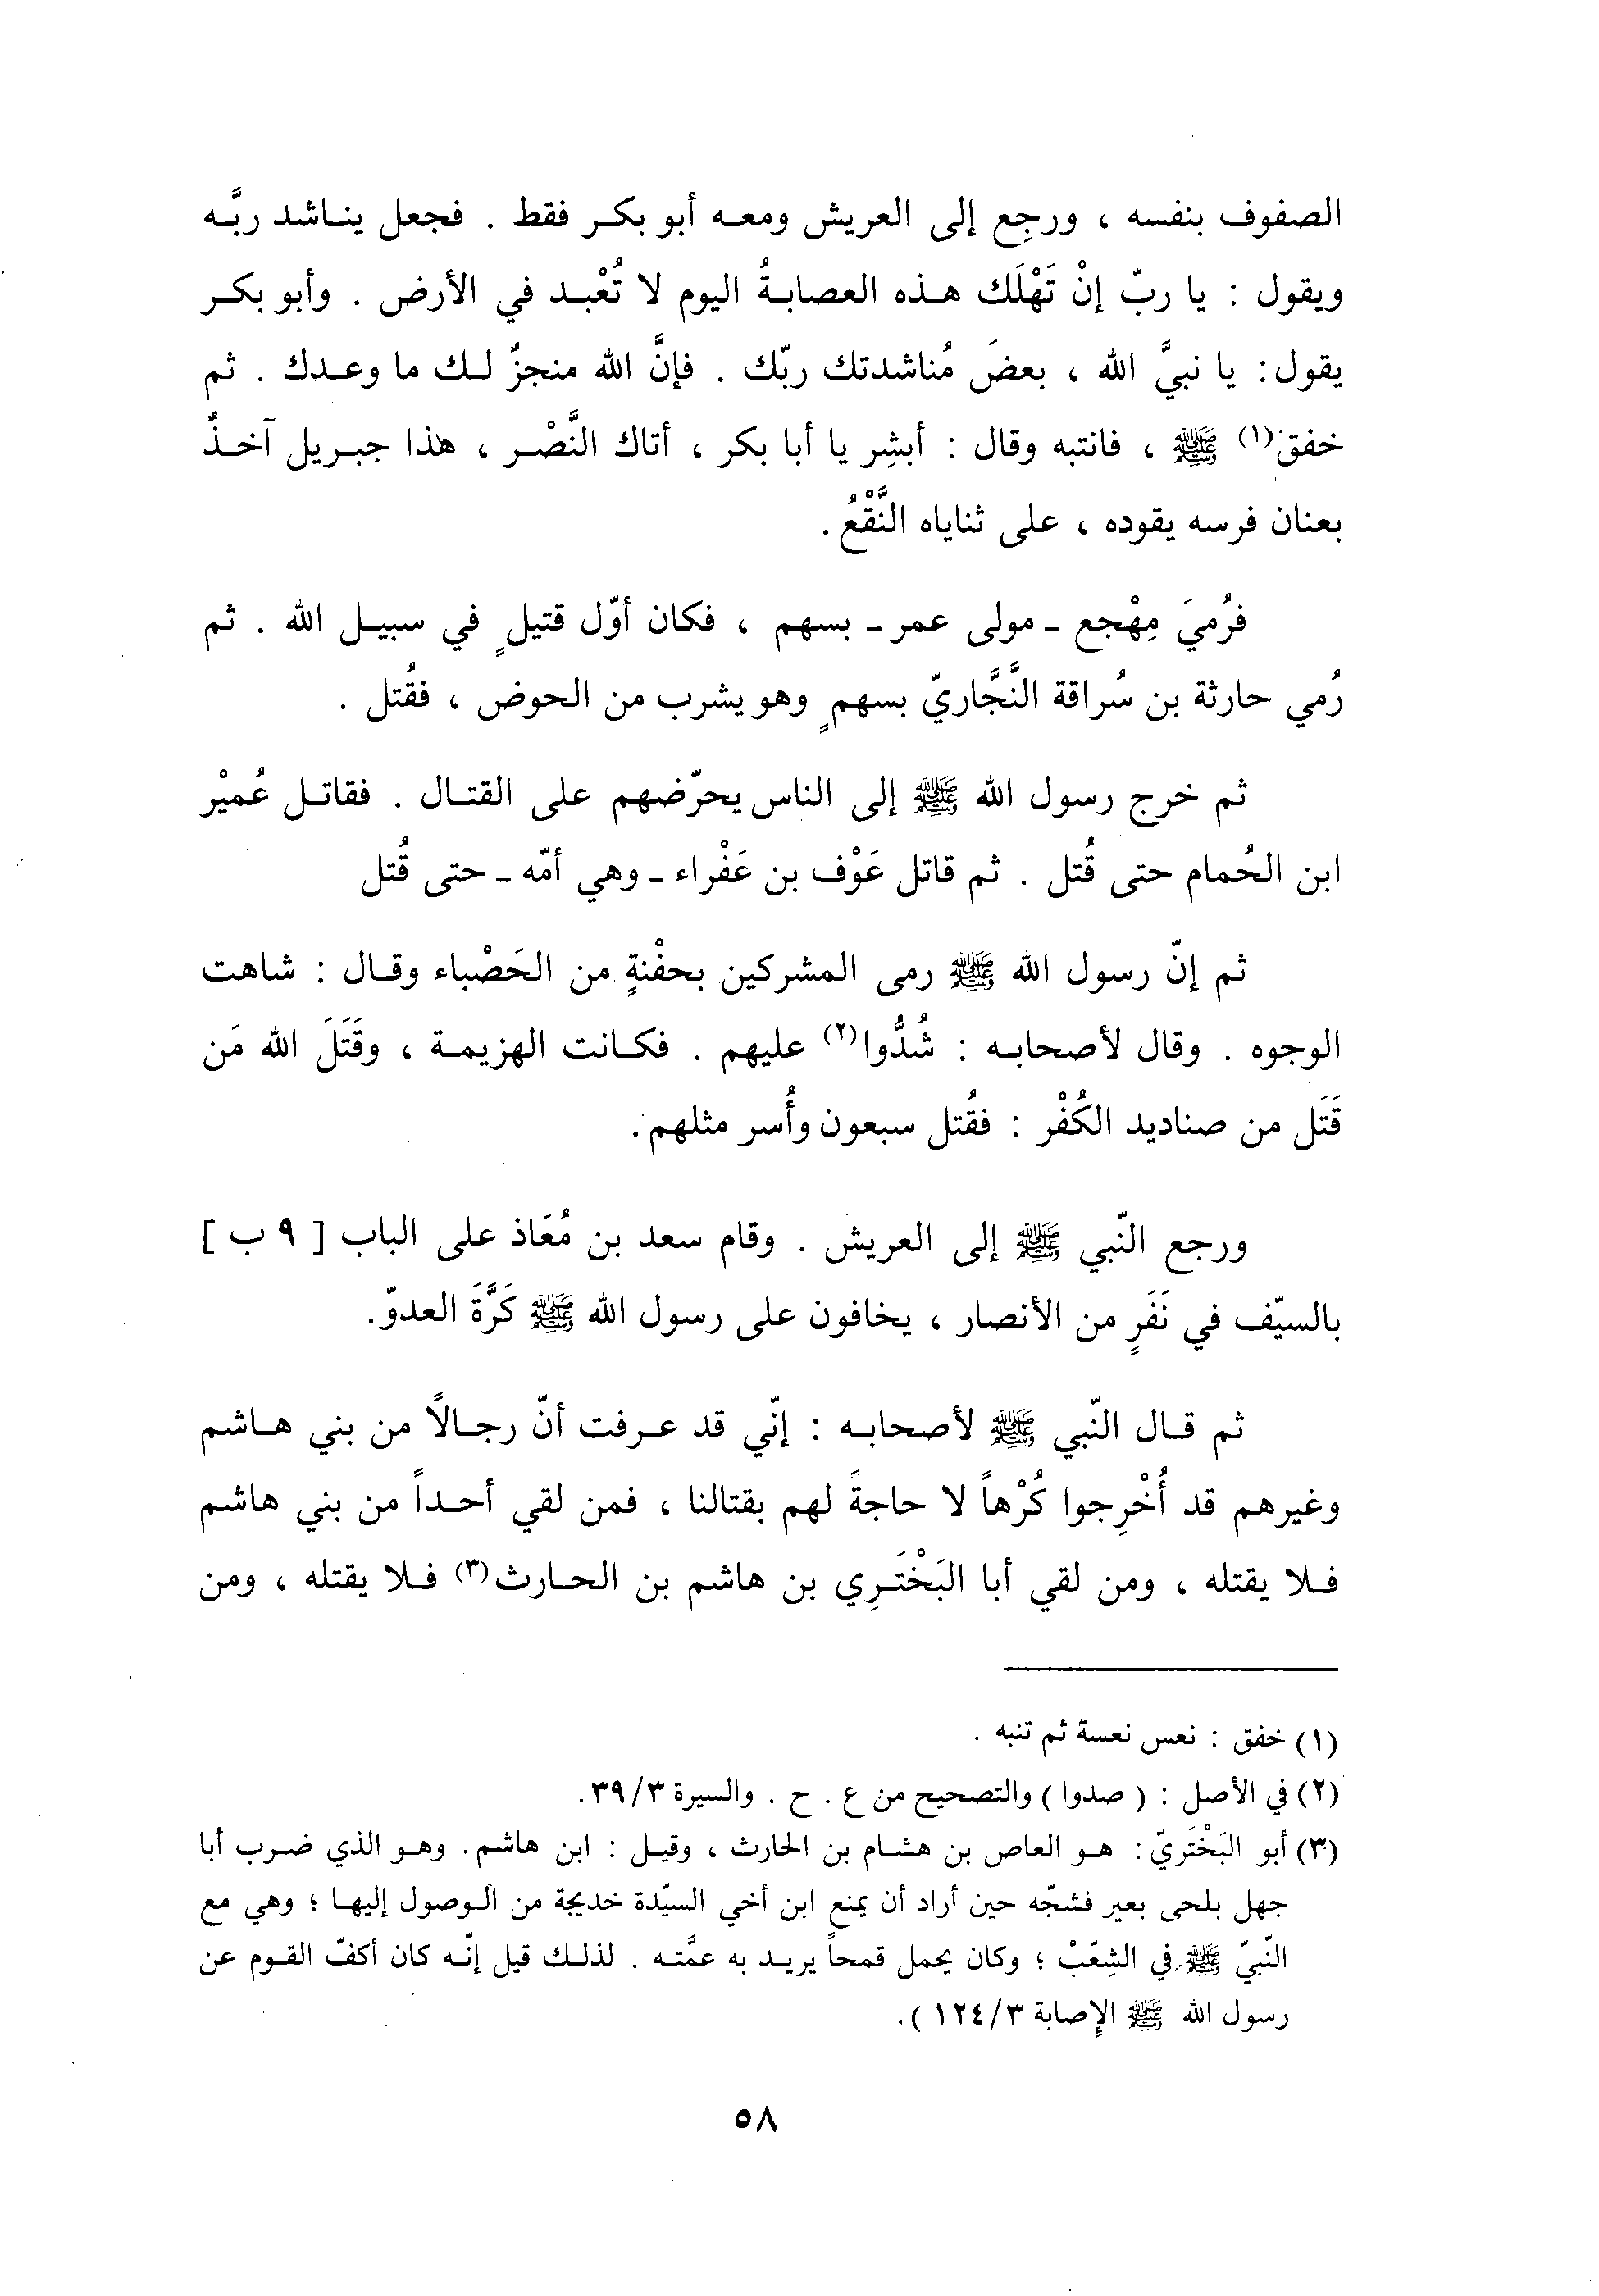 الصفوف بنفسه ، ورجِع إلى العريش ومعه أبو بكر فقط . فجعل يناشد ربَّه
ويقول : يا ربّ إنْ تَهْلَك هذه العصابةُ اليوم لا تُعْبد في الأرض . وأبو بكر
يقول: يا نبيَّ الله ، بعضَ مُناشدتك ربّك . فإنَّ الله منجزٌ لك ما وعدك . ثم
خفق(١) ﷺ ، فانتبه وقال : أبشِر يا أبا بكر ، أتاك النَّصْر ، هذا جبريل آخذٌ
بعنان فرسه يقوده ، على ثناياه النَّقْعُ .
فرُميَ مِهْجع - مولى عمر - بسهم ، فكان أوّل قتيلٍ في سبيل الله . ثم
رُمي حارثة بن سُراقة النَّجَّاريّ بسهمٍ وهو يشرب من الحوض ، فقُتل .
ثم خرج رسول الله ﷺ إلى الناس يحرّضهم على القتال . فقاتل عُميْر
ابن الحُمام حتى قُتل . ثم قاتل عَوْف بن عَفْراء - وهي أمّه - حتى قُتل
ثم إنّ رسول الله ﷺ رمى المشركين بحفْنةٍ من الحَصْباء وقال : شاهت
الوجوه . وقال لأصحابه : شُدُّوا(٢) عليهم . فكانت الهزيمة ، وقَتَلَ الله مَن
قَتَل من صناديد الكُفْر : فقُتل سبعون وأُسر مثلهم.
ورجع النّبي ﷺ إلى العريش . وقام سعد بن مُعَاذ على الباب [ ٩ ب ]
بالسيّف في نَفَرٍ من الأنصار ، يخافون على رسول الله ﷺ كَرَّةَ العدوّ.
ثم قال النّبي ﷺ لأصحابه : إنّي قد عرفت أنّ رجالاً من بني هاشم
وغيرهم قد أُخْرِجوا كُرْهاً لا حاجةَ لهم بقتالنا ، فمن لقي أحداً من بني هاشم
فلا يقتله ، ومن لقي أبا البَخْتَرِي بن هاشم بن الحارث(٣) فلا يقتله ، ومن
(١) خفق : نعس نعسة ثم تنبه .
(٢) في الأصل : ( صدوا ) والتصحيح من ع . ح . والسيرة ٣/‏٣٩.
(٣) أبو البَخْتَريّ : هو العاص بن هشام بن الحارث ، وقيل : ابن هاشم. وهو الذي ضرب أبا
جهل بلحى بعير فشجّه حين أراد أن يمنع ابن أخي السيّدة خديجة من الوصول إليها ؛ وهي مع
النّبيّ ﷺ في الشِعّبْ ؛ وكان يحمل قمحاً يريد به عمَّته . لذلك قيل إنّه كان أكفّ القوم عن
رسول الله ﷺ الإصابة ٣/‏١٢٤ ).
٥٨